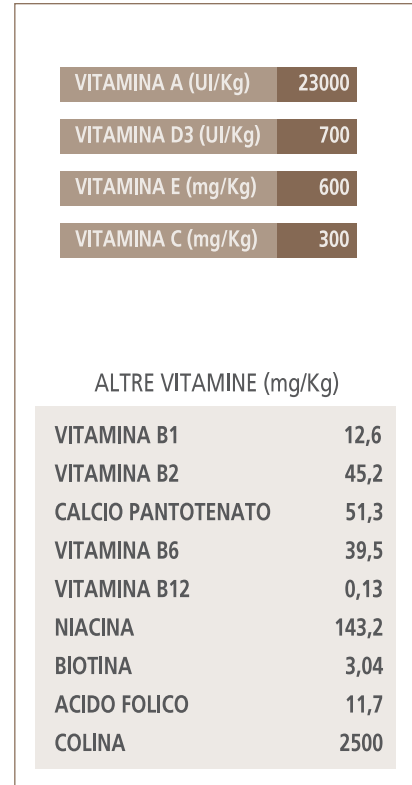 VITAMINA A (UI/Kg) 23000
VITAMINA D3 (UI/Kg) 700
VITAMINA E (mg/Kg) 600
VITAMINA C (mg/Kg) 300
ALTRE VITAMINE (mg/Kg)
VITAMINA B1 12,6
VITAMINA B2 45,2
CALCIO PANTOTENATO 51,3
VITAMINA B6 39,5
VITAMINA B12 0,13
NIACINA 143,2
BIOTINA 3,04
ACIDO FOLICO 11,7
COLINA 2500